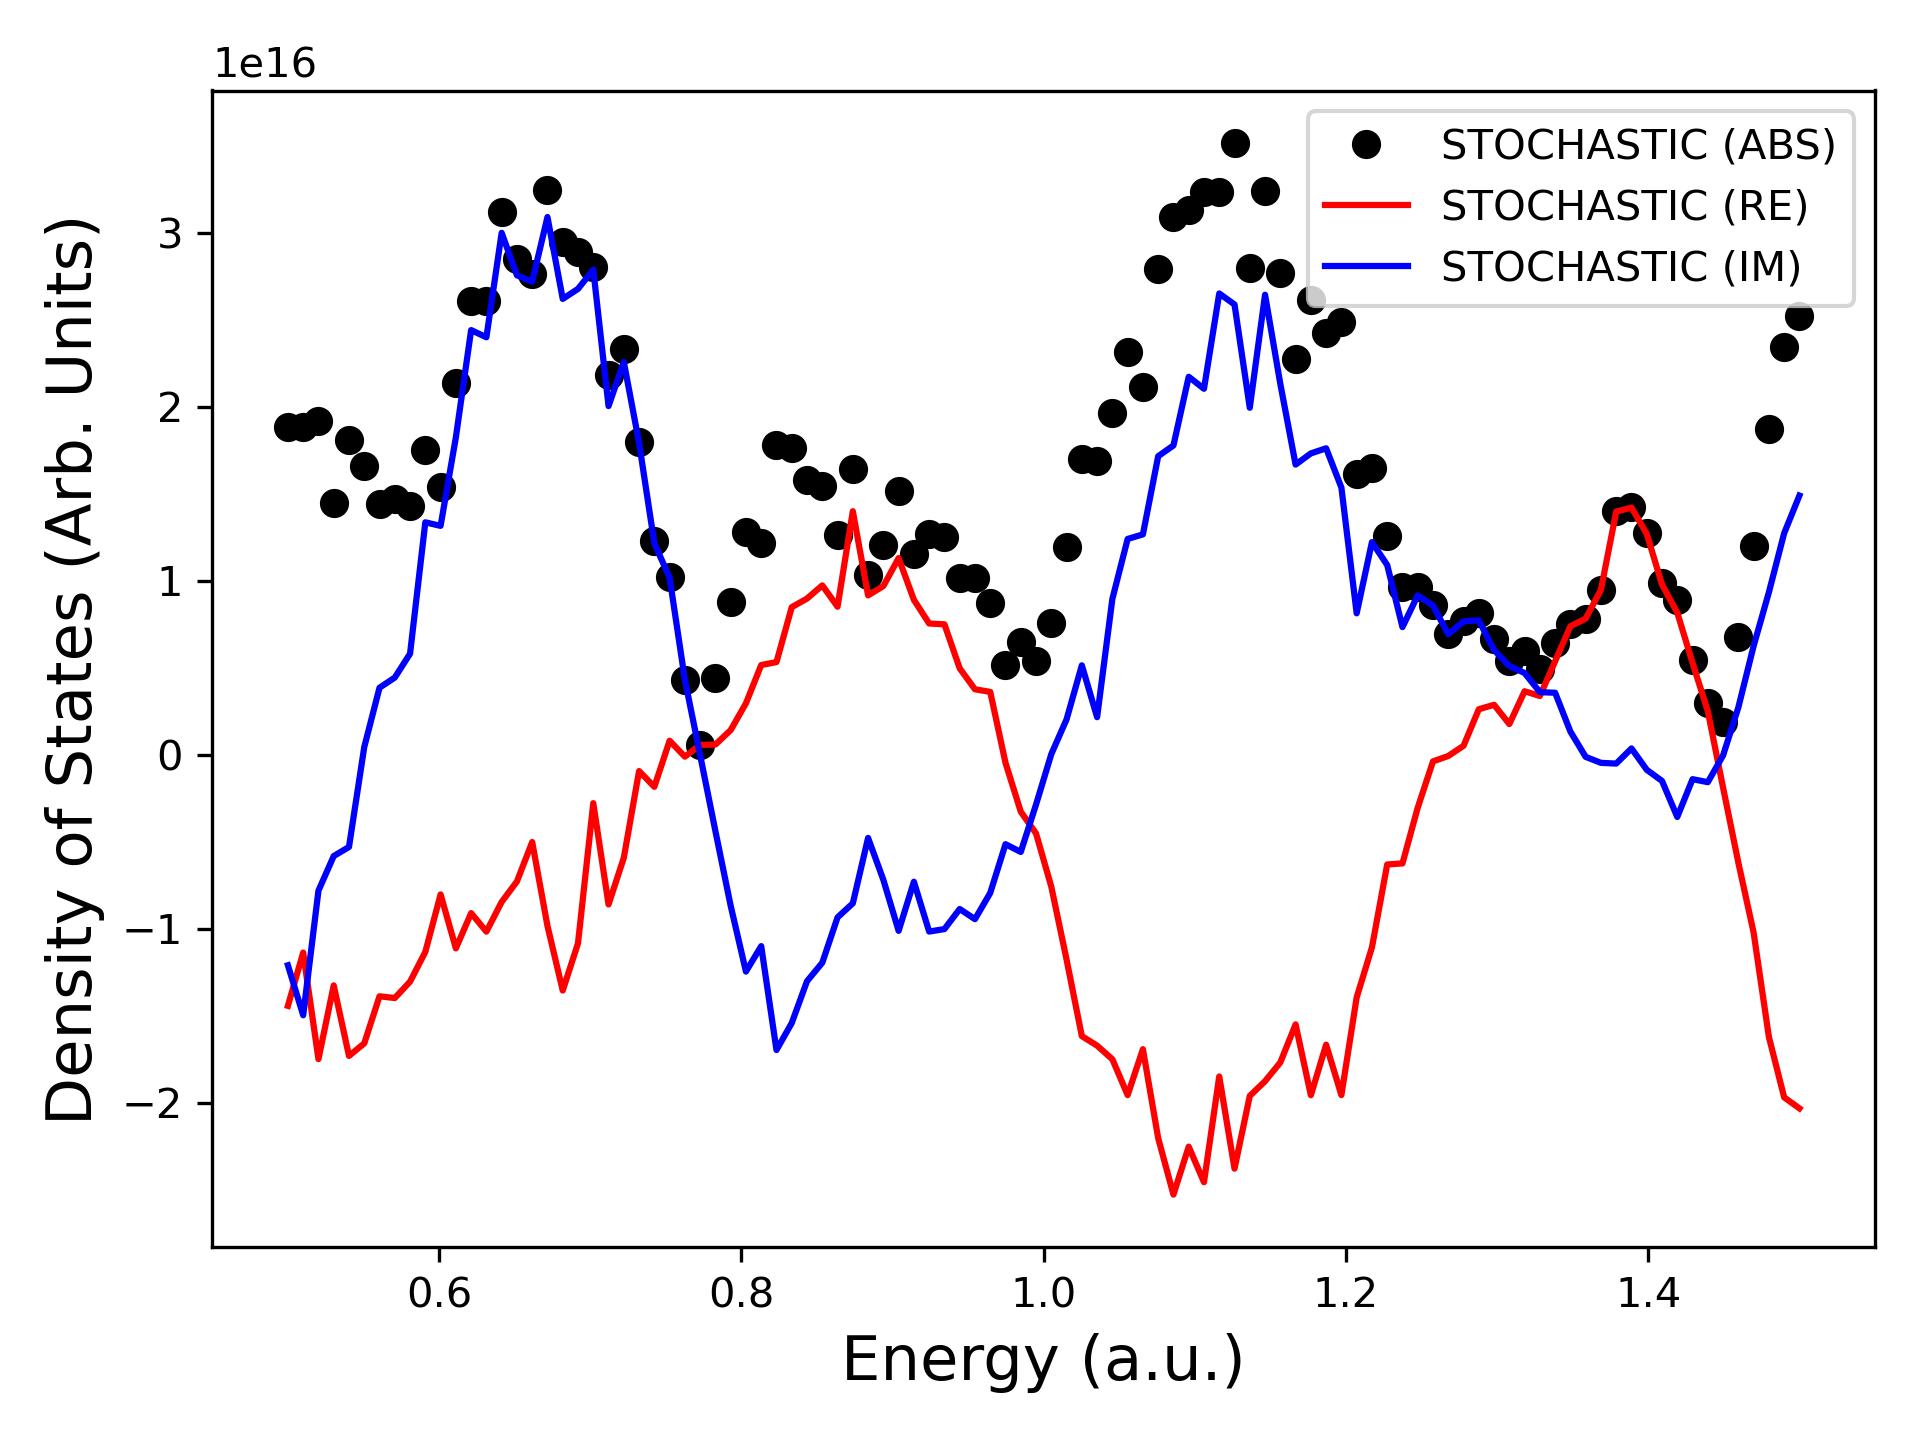 1e16
STOCHASTIC (ABS)
STOCHASTIC (RE)
STOCHASTIC (IM)
Density of States (Arb. Units)
3
2
1
0
−1
−2
0.6
0.8
1.0
1.2
1.4
Energy (a.u.)